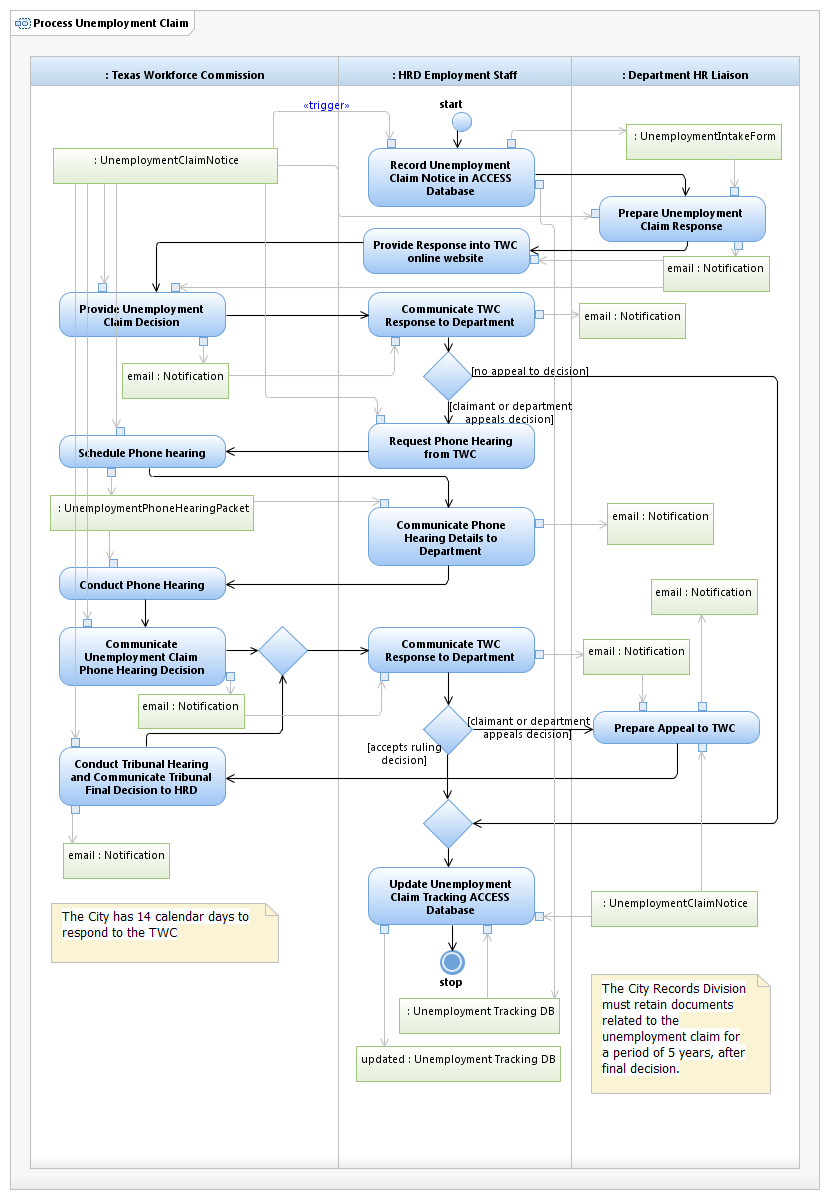 Process Unemployment Claim
: Texas Workforce Commission
: HRD Employment Staff
: Department HR Liaison
start
«trigger»
: UnemploymentClaimNotice
: UnemploymentIntakeForm
Record Unemployment
Claim Notice in ACCESS
Database
Prepare Unemployment
Claim Response
Provide Response into TWC
online website
email : Notification
Provide Unemployment
Claim Decision
Communicate TWC
Response to Department
email : Notification
email : Notification
[no appeal to decision]
[claimant or department
appeals decision]
Request Phone Hearing
from TWC
Schedule Phone hearing
: UnemploymentPhoneHearingPacket
Communicate Phone
Hearing Details to
Department
email : Notification
Conduct Phone Hearing
email : Notification
Communicate
Unemployment Claim
Phone Hearing Decision
Communicate TWC
Response to Department
email : Notification
email : Notification
[claimant or department
appeals decision]
Prepare Appeal to TWC
[accepts ruling
decision]
Conduct Tribunal Hearing
and Communicate Tribunal
Final Decision to HRD
email : Notification
Update Unemployment
Claim Tracking ACCESS
Database
: UnemploymentClaimNotice
The City has 14 calendar days to
respond to the TWC
stop
: Unemployment Tracking DB
updated : Unemployment Tracking DB
The City Records Division
must retain documents
related to the
unemployment claim for
a period of 5 years, after
final decision.